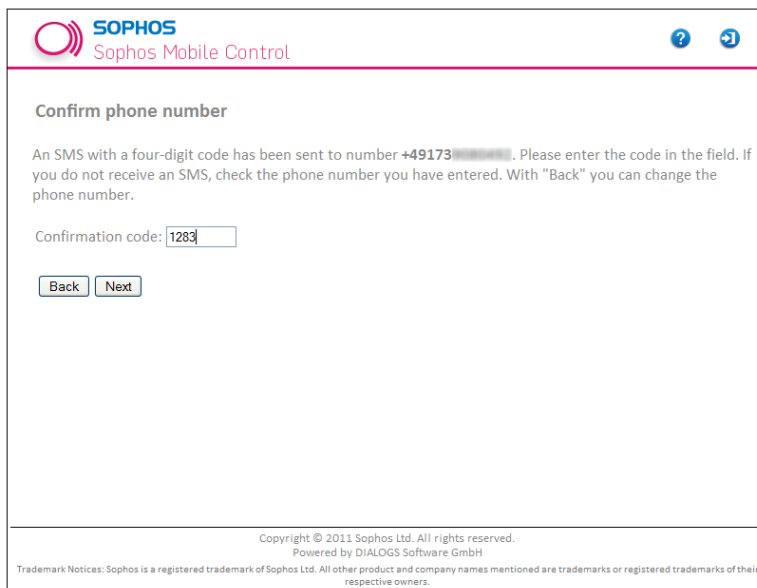 SOPHOS
Sophos Mobile Control
Confirm phone number
An SMS with a four-digit code has been sent to number +49173 . Please enter the code in the field. If
you do not receive an SMS, check the phone number you have entered. With "Back" you can change the
phone number.
Confirmation code: 1283
Back Next
Copyright © 2011 Sophos Ltd. All rights reserved.
Powered by DIALOGS Software GmbH
Trademark Notices: Sophos is a registered trademark of Sophos Ltd. All other product and company names mentioned are trademarks or registered trademarks of their
respective owners.